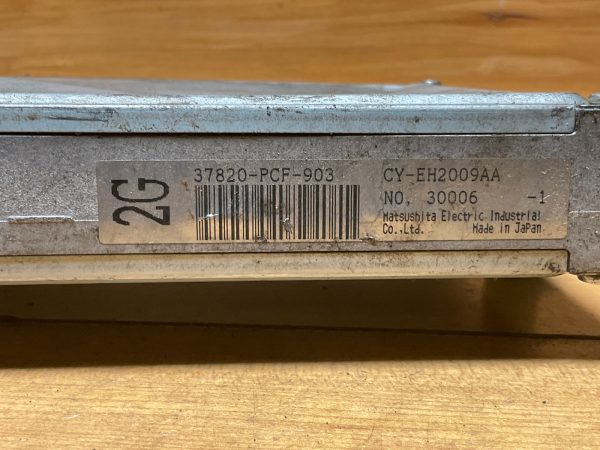 2G
37820-PCF-903
CY-EH2009AA
NO, 30006 -1
Matsushita Electric Industrial
Co.,Ltd. Made in JaPan